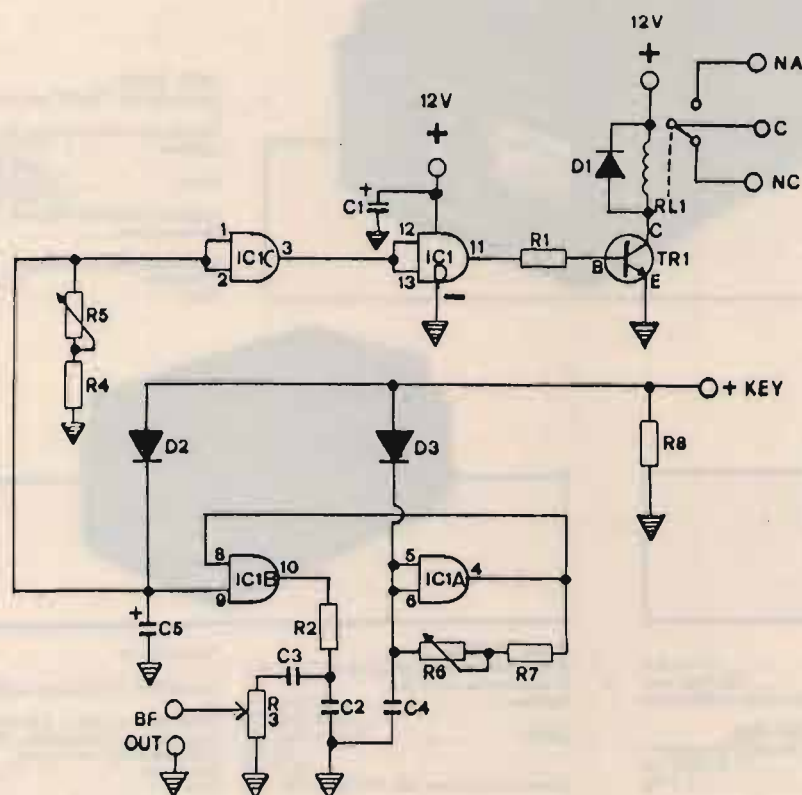 12V
+
NA
12V
+
C
D1
NC
+
C1
RL1
C
1
3
12
11
R1
IC1C
IC1
B
TR1
2
13
E
D
−
R5
R4
+ KEY
D2
D3
R8
8
10
5
4
IC1B
IC1A
9
6
+
C5
R2
R6
R7
C3
BF
R
3
C2
C4
OUT